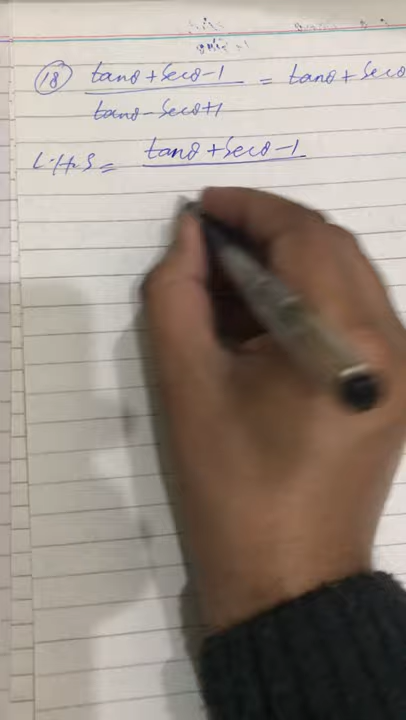 18 tanθ + secθ - 1 = tanθ + secθ
tanθ - secθ + 1
L.H.S = tanθ + secθ - 1